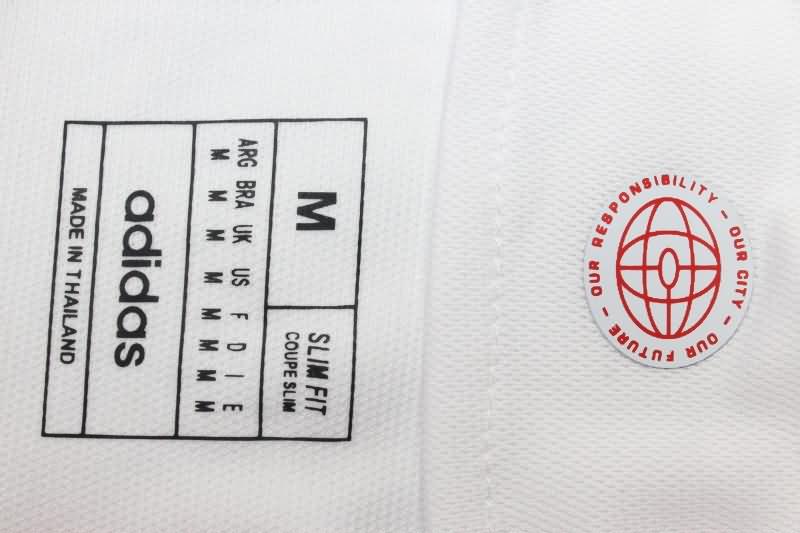 M
SLIM FIT
COUPE SLIM
ARG BRA UK US F D I E
M M M M M M M M
adidas
MADE IN THAILAND
OUR RESPONSIBILITY – OUR CITY – OUR FUTURE –